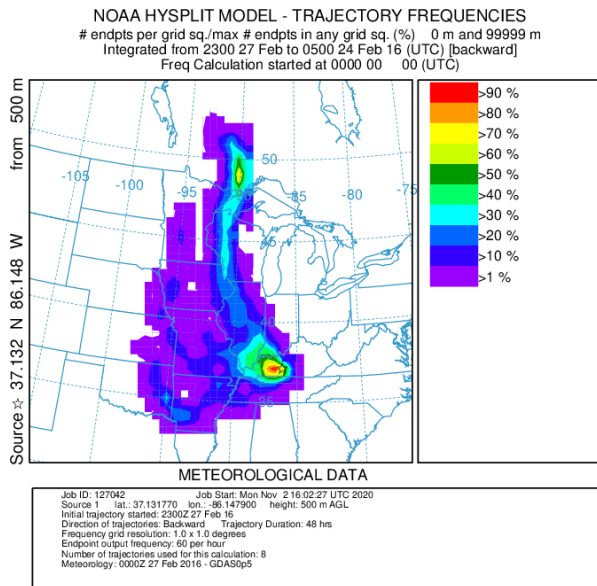 NOAA HYSPLIT MODEL - TRAJECTORY FREQUENCIES
# endpts per grid sq./max # endpts in any grid sq. (%) 0 m and 99999 m
Integrated from 2300 27 Feb to 0500 24 Feb 16 (UTC) [backward]
Freq Calculation started at 0000 00 00 (UTC)
Source ☆ 37.132 N 86.148 W from 500 m
-105
-100
-95
-90
-85
-80
-75
50
45
40
35
>90 %
>80 %
>70 %
>60 %
>50 %
>40 %
>30 %
>20 %
>10 %
>1 %
METEOROLOGICAL DATA
Job ID: 127042 Job Start: Mon Nov 2 16:02:27 UTC 2020
Source 1 lat.: 37.131770 lon.: -86.147900 height: 500 m AGL
Initial trajectory started: 2300Z 27 Feb 16
Direction of trajectories: Backward Trajectory Duration: 48 hrs
Frequency grid resolution: 1.0 x 1.0 degrees
Endpoint output frequency: 60 per hour
Number of trajectories used for this calculation: 8
Meteorology: 0000Z 27 Feb 2016 - GDAS0p5